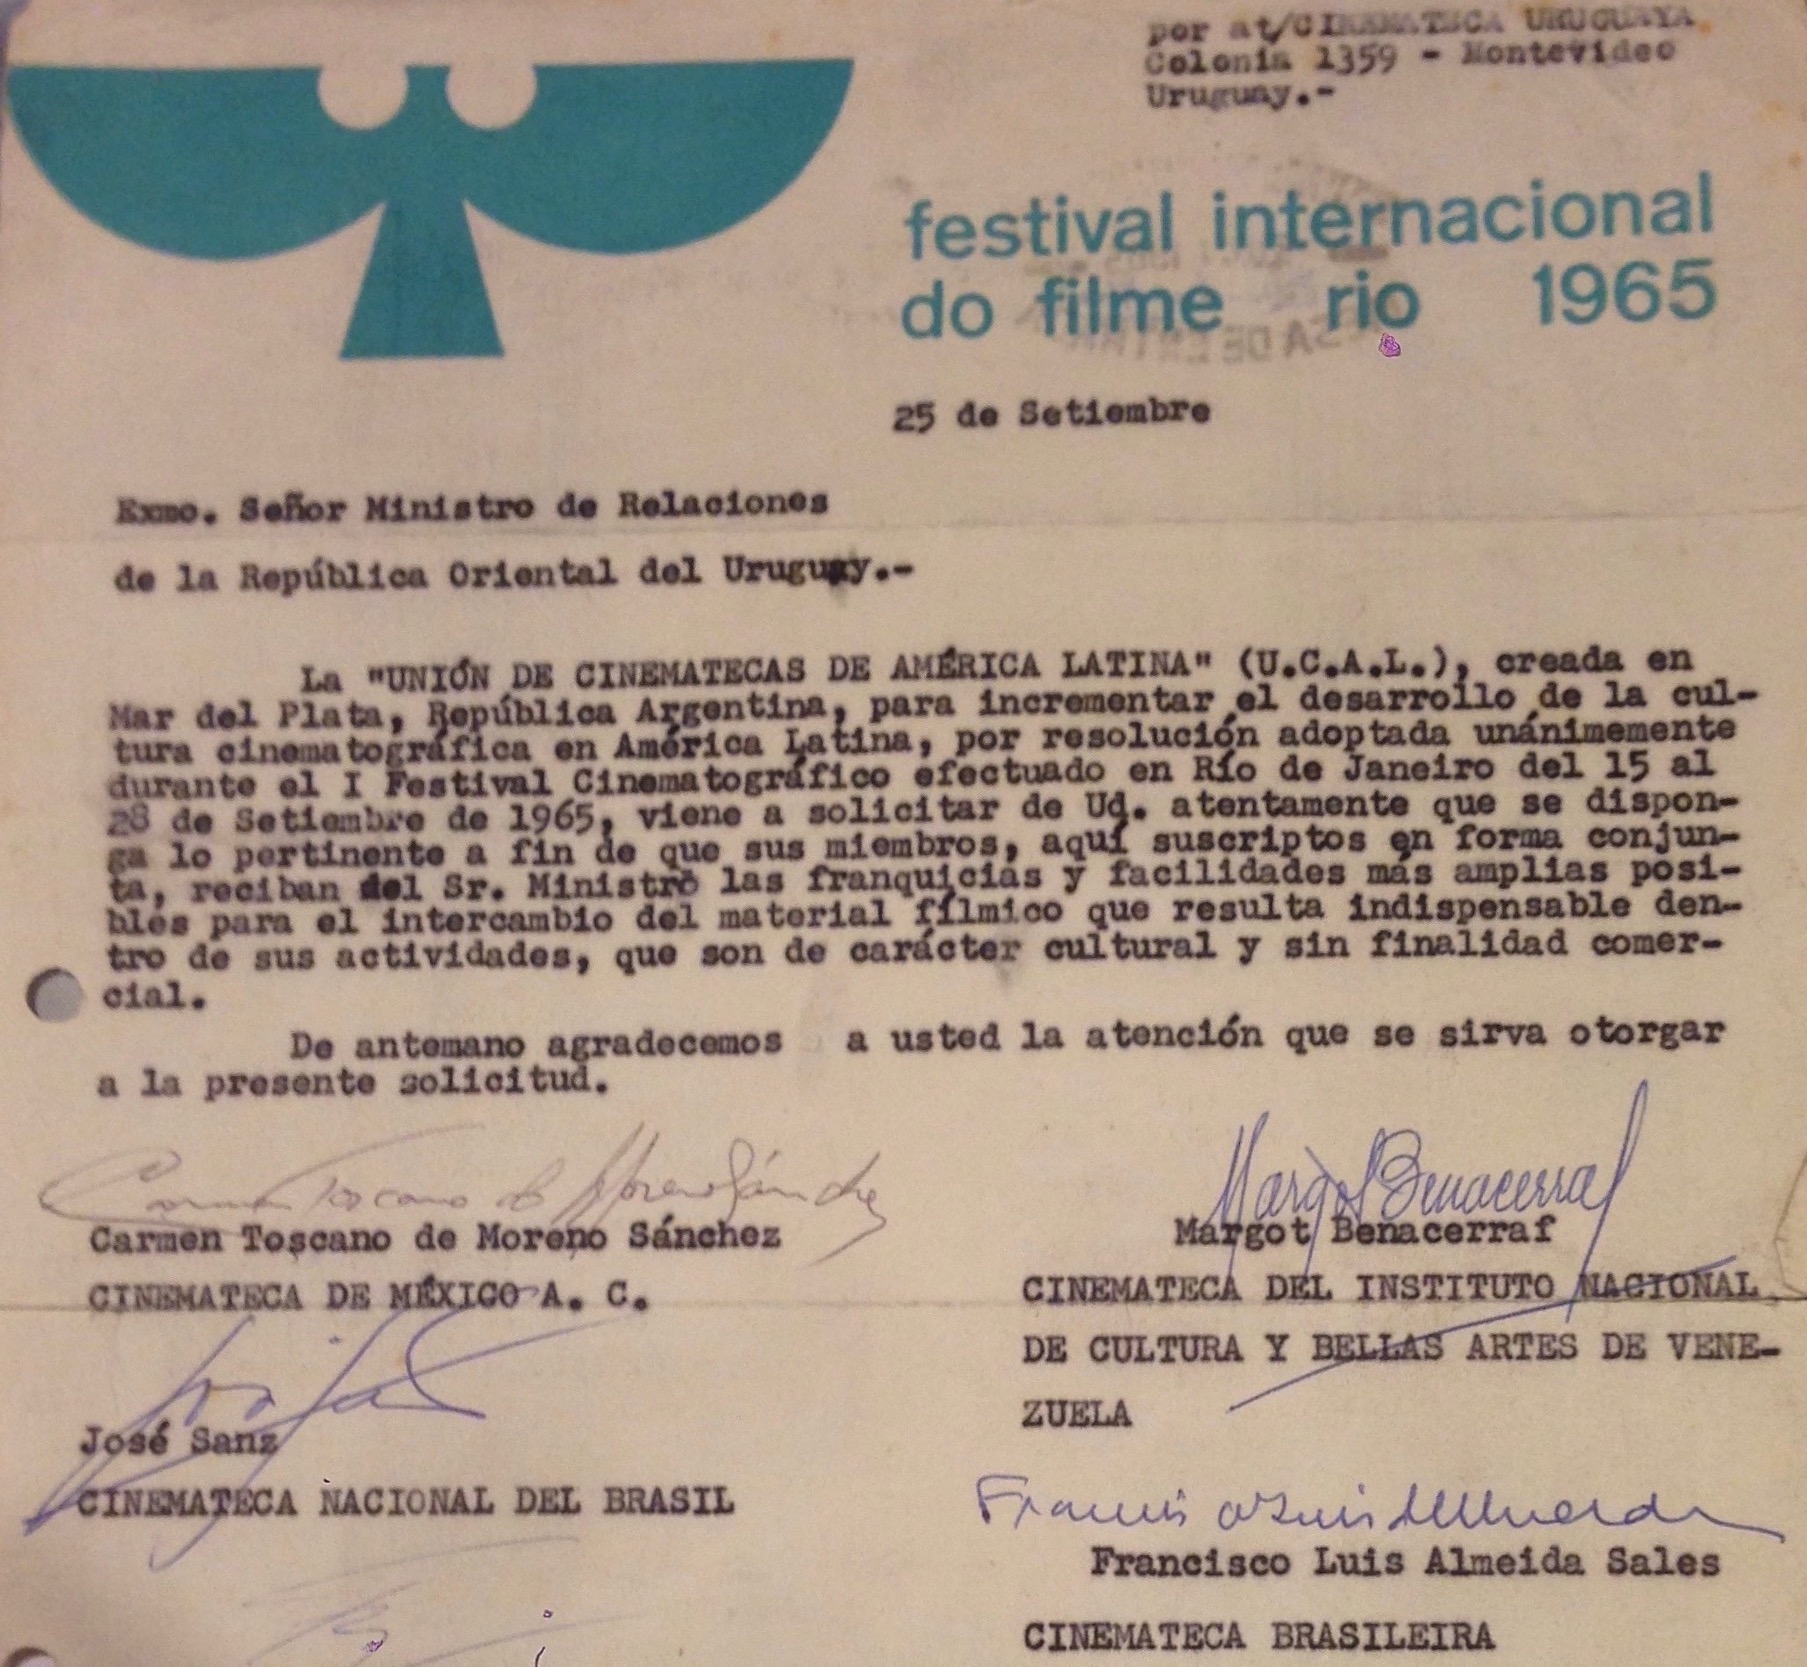 por at/CINEMATECA URUGUAYA
Colonia 1359 - Montevideo
Uruguay.-
festival internacional
do filme rio 1965
25 de Setiembre
Exmo. Señor Ministro de Relaciones
de la República Oriental del Uruguay.-
La "UNIÓN DE CINEMATECAS DE AMÉRICA LATINA" (U.C.A.L.), creada en
Mar del Plata, República Argentina, para incrementar el desarrollo de la cul-
tura cinematográfica en América Latina, por resolución adoptada unánimemente
durante el I Festival Cinematográfico efectuado en Río de Janeiro del 15 al
28 de Setiembre de 1965, viene a solicitar de Ud. atentamente que se dispon-
ga lo pertinente a fin de que sus miembros, aquí suscriptos en forma conjun-
ta, reciban del Sr. Ministro las franquicias y facilidades más amplias posi-
bles para el intercambio del material fílmico que resulta indispensable den-
tro de sus actividades, que son de carácter cultural y sin finalidad comer-
cial.
De antemano agradecemos a usted la atención que se sirva otorgar
a la presente solicitud.
Carmen Toscano de Moreno Sánchez
Margot Benacerraf
Carmen Toscano de Moreno Sánchez
Margot Benacerraf
CINEMATECA DE MÉXICO A. C.
CINEMATECA DEL INSTITUTO NACIONAL
DE CULTURA Y BELLAS ARTES DE VENE-
ZUELA
José Sanz
CINEMATECA NACIONAL DEL BRASIL
Francisco Luis Almeida Sales
CINEMATECA BRASILEIRA